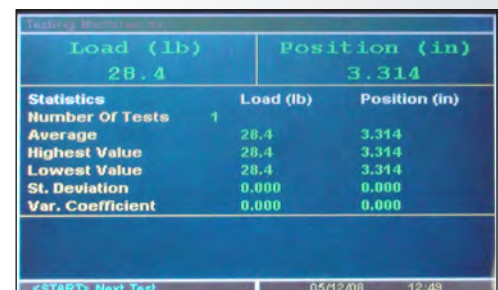 Testing
Load (lb) Position (in)
28.4 3.314
Statistics Load (lb) Position (in)
Number Of Tests 1
Average 28.4 3.314
Highest Value 28.4 3.314
Lowest Value 28.4 3.314
St. Deviation 0.000 0.000
Var. Coefficient 0.000 0.000
<START> Next Test 05/12/08 12:49